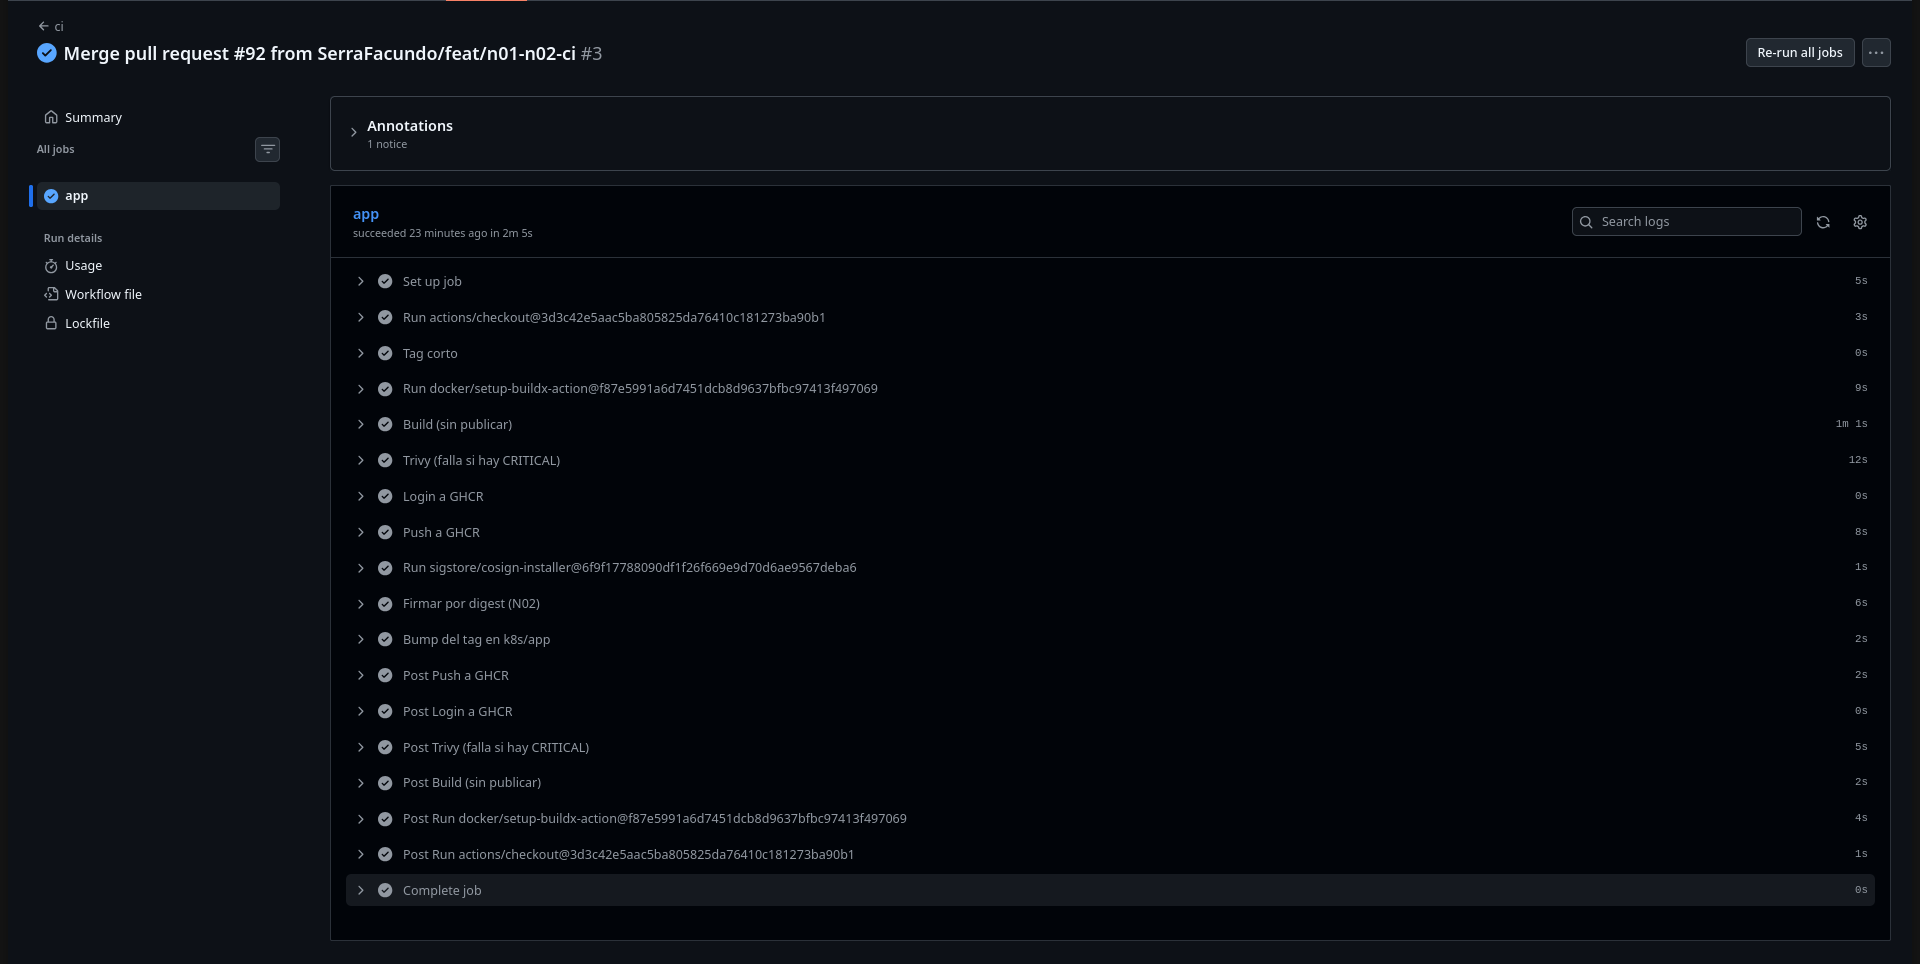 ci
Merge pull request #92 from SerraFacundo/feat/n01-n02-ci #3
Re-run all jobs
Summary
All jobs
app
Run details
Usage
Workflow file
Lockfile
Annotations
1 notice
app
succeeded 23 minutes ago in 2m 5s
Search logs
Set up job 5s
Run actions/checkout@3d3c42e5aac5ba805825da76410c181273ba90b1 3s
Tag corto 0s
Run docker/setup-buildx-action@f87e5991a6d7451dcb8d9637bfbc97413f497069 9s
Build (sin publicar) 1m 1s
Trivy (falla si hay CRITICAL) 12s
Login a GHCR 0s
Push a GHCR 8s
Run sigstore/cosign-installer@6f9f17788090df1f26f669e9d70d6ae9567deba6 1s
Firmar por digest (N02) 6s
Bump del tag en k8s/app 2s
Post Push a GHCR 2s
Post Login a GHCR 0s
Post Trivy (falla si hay CRITICAL) 5s
Post Build (sin publicar) 2s
Post Run docker/setup-buildx-action@f87e5991a6d7451dcb8d9637bfbc97413f497069 4s
Post Run actions/checkout@3d3c42e5aac5ba805825da76410c181273ba90b1 1s
Complete job 0s